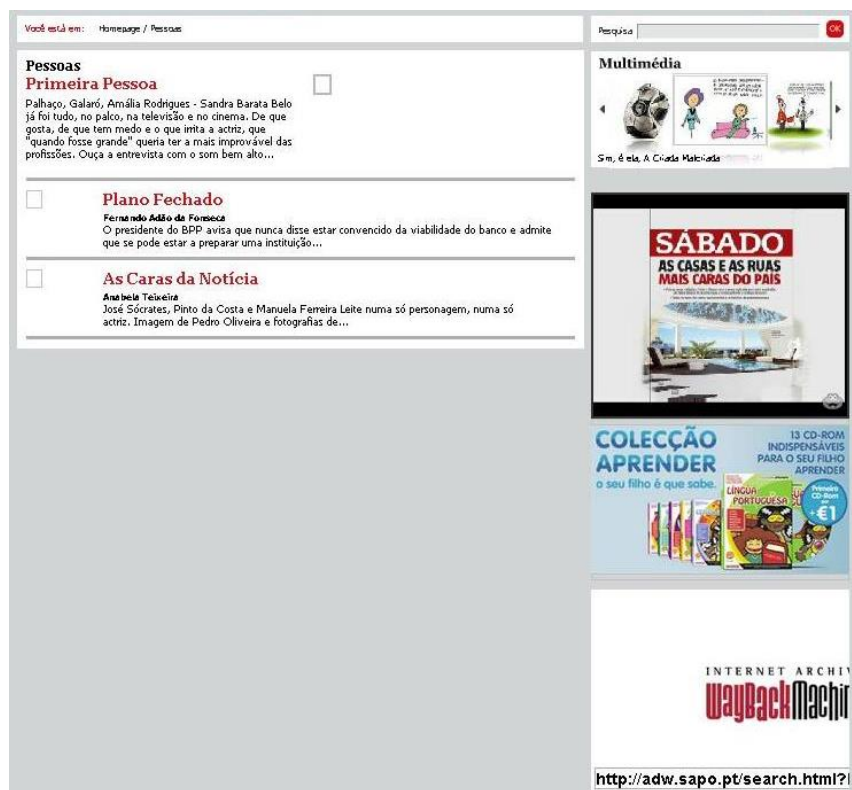 Você está em: Homepage / Pessoas
Pesquisa OK
Pessoas
Primeira Pessoa
Palhaço, Galaró, Amália Rodrigues - Sandra Barata Belo
já foi tudo, no palco, na televisão e no cinema. De que
gosta, de que tem medo e o que irrita a actriz, que
"quando fosse grande" queria ter a mais improvável das
profissões. Ouça a entrevista com o som bem alto...
Plano Fechado
Fernando Adão da Fonseca
O presidente do BPP avisa que nunca disse estar convencido da viabilidade do banco e admite
que se pode estar a preparar uma instituição...
As Caras da Notícia
Anabela Teixeira
José Sócrates, Pinto da Costa e Manuela Ferreira Leite numa só personagem, numa só
actriz. Imagem de Pedro Oliveira e fotografias de...
Multimédia
Sim, é ela, A Criada Malcriada
SÁBADO
AS CASAS E AS RUAS
MAIS CARAS DO PAÍS
COLECÇÃO
APRENDER
o seu filho é que sabe.
13 CD-ROM
INDISPENSÁVEIS
PARA O SEU FILHO
APRENDER
LÍNGUA
PORTUGUESA
Primeiro
CD-Rom
+€1
INTERNET ARCHIV
WayBackMachin
http://adw.sapo.pt/search.html?